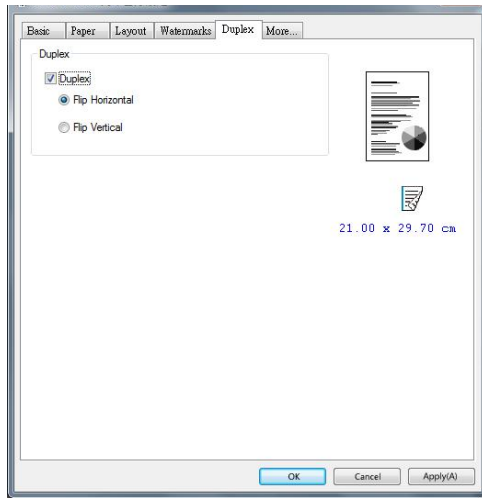 Basic Paper Layout Watermarks Duplex More...
Duplex
Duplex
Flip Horizontal
Flip Vertical
21.00 x 29.70 cm
OK Cancel Apply(A)